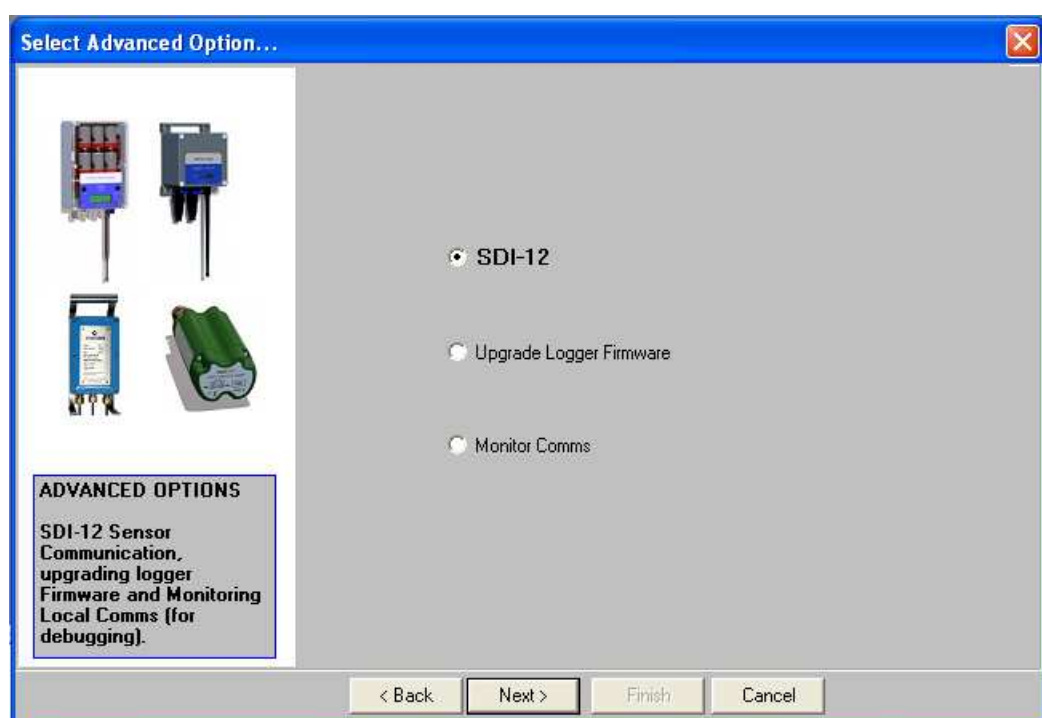 Select Advanced Option...
SDI-12
Upgrade Logger Firmware
Monitor Comms
ADVANCED OPTIONS
SDI-12 Sensor
Communication,
upgrading logger
Firmware and Monitoring
Local Comms (for
debugging).
< Back
Next >
Finish
Cancel